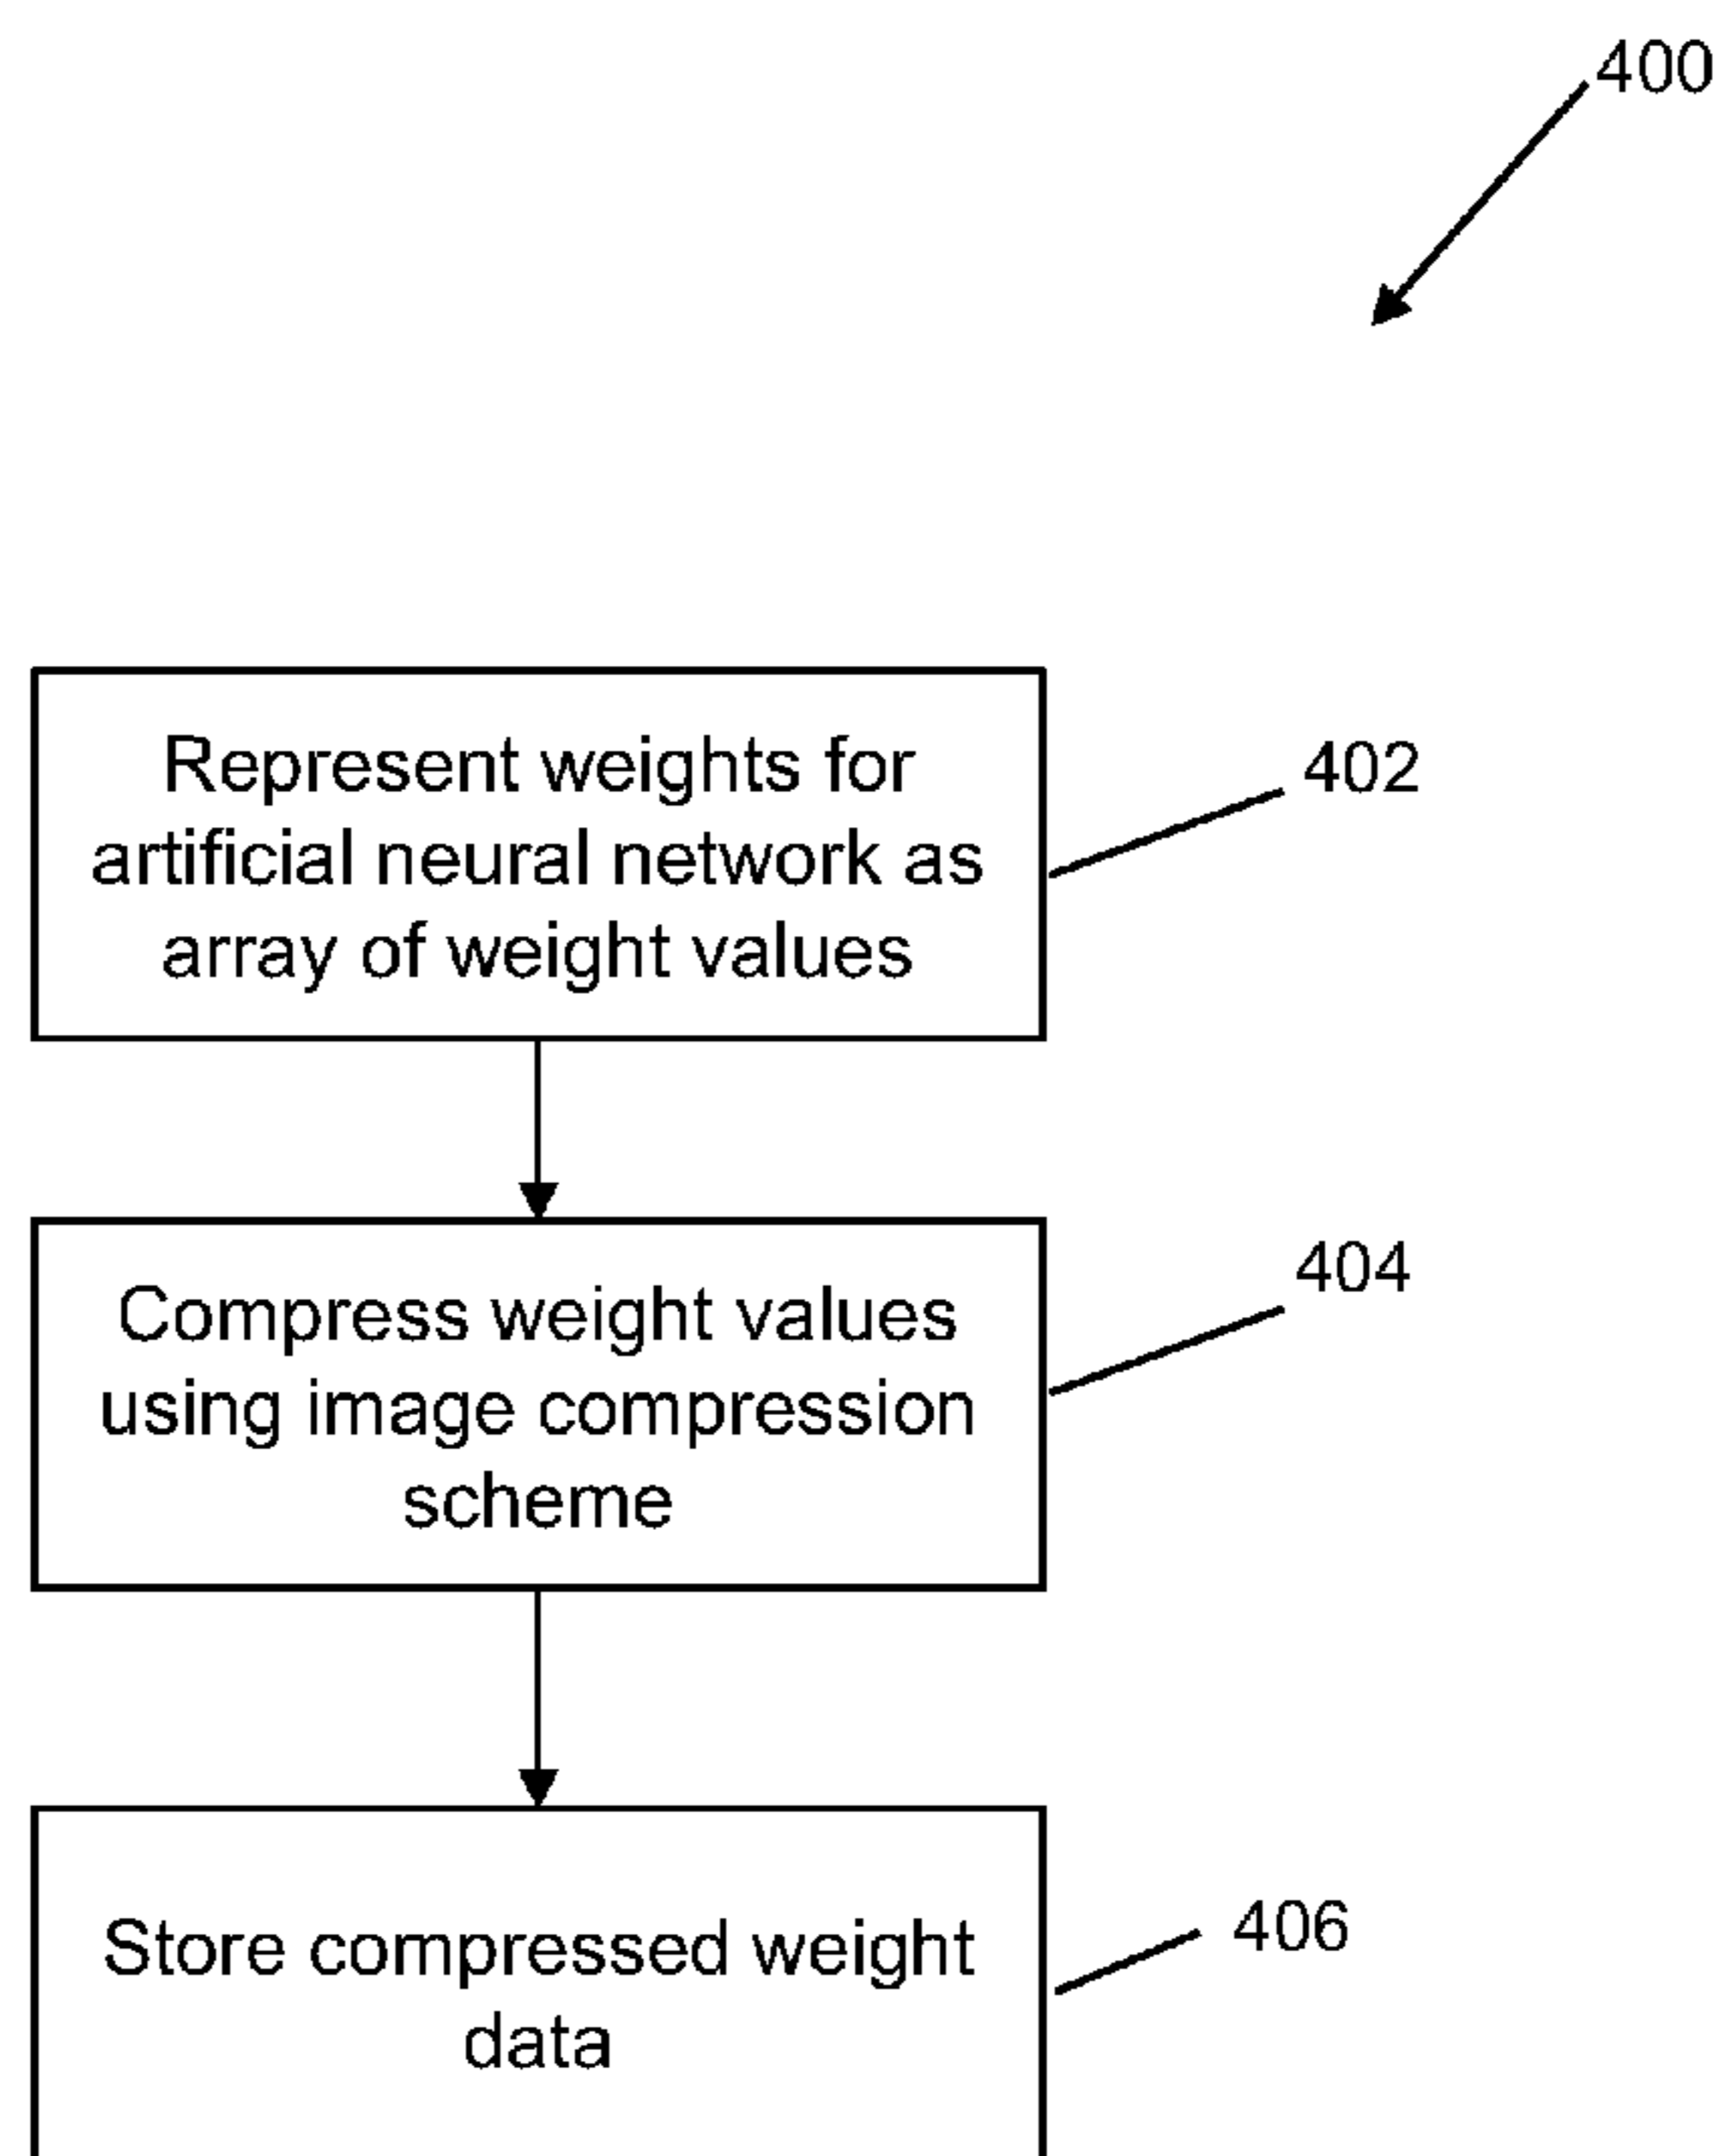 400
Represent weights for
artificial neural network as
array of weight values
402
Compress weight values
using image compression
scheme
404
Store compressed weight
data
406